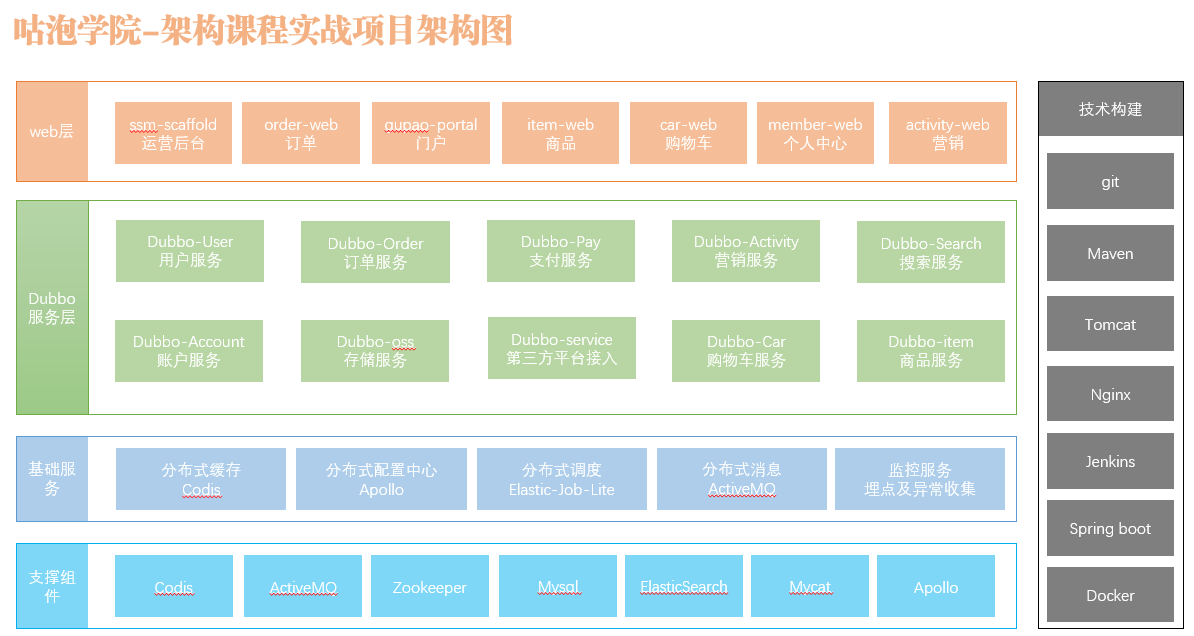 咕泡学院-架构课程实战项目架构图
web层
ssm-scaffold
运营后台
order-web
订单
gupao-portal
门户
item-web
商品
car-web
购物车
member-web
个人中心
activity-web
营销
Dubbo
服务层
Dubbo-User
用户服务
Dubbo-Order
订单服务
Dubbo-Pay
支付服务
Dubbo-Activity
营销服务
Dubbo-Search
搜索服务
Dubbo-Account
账户服务
Dubbo-oss
存储服务
Dubbo-service
第三方平台接入
Dubbo-Car
购物车服务
Dubbo-item
商品服务
基础服
务
分布式缓存
Codis
分布式配置中心
Apollo
分布式调度
Elastic-Job-Lite
分布式消息
ActiveMQ
监控服务
埋点及异常收集
支撑组
件
Codis
ActiveMQ
Zookeeper
Mysql
ElasticSearch
Mycat
Apollo
技术构建
git
Maven
Tomcat
Nginx
Jenkins
Spring boot
Docker